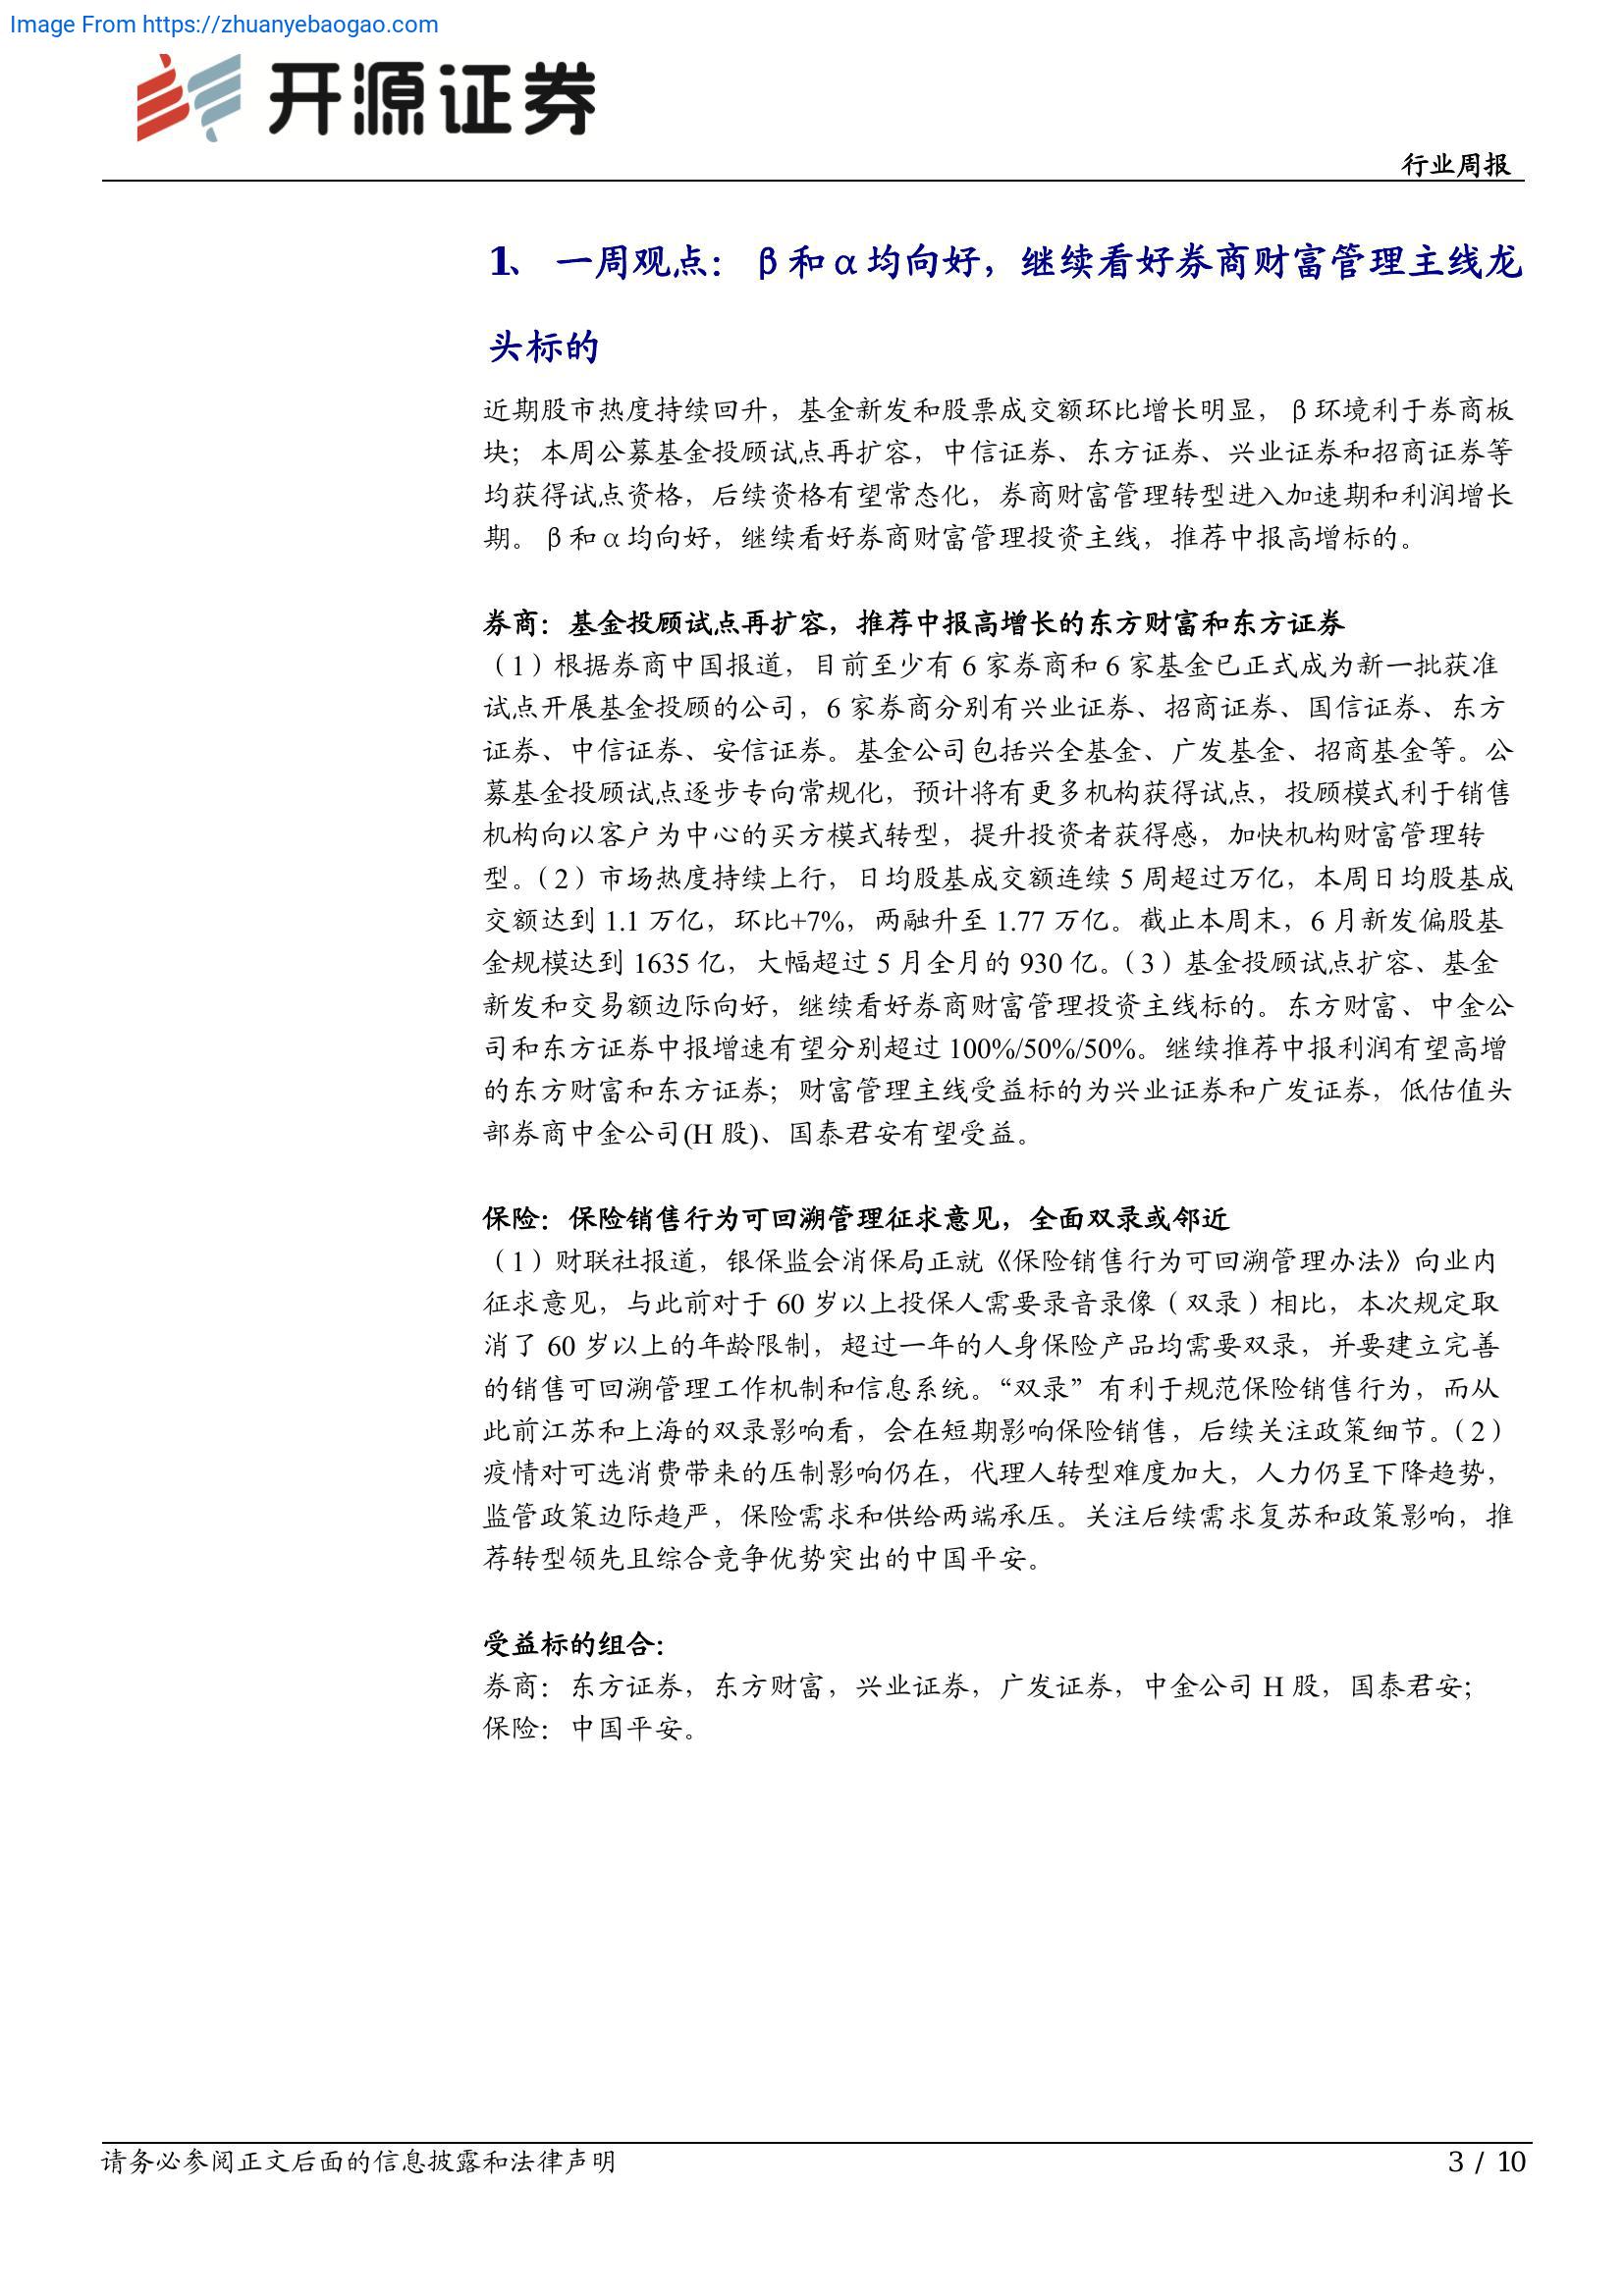 Image From https://zhuanyebaogao.com
开源证券
行业周报
1、 一周观点： β和α均向好，继续看好券商财富管理主线龙
头标的
近期股市热度持续回升，基金新发和股票成交额环比增长明显， β环境利于券商板
块；本周公募基金投顾试点再扩容，中信证券、东方证券、兴业证券和招商证券等
均获得试点资格，后续资格有望常态化，券商财富管理转型进入加速期和利润增长
期。 β和α均向好，继续看好券商财富管理投资主线，推荐中报高增标的。
券商：基金投顾试点再扩容，推荐中报高增长的东方财富和东方证券
（1）根据券商中国报道，目前至少有 6 家券商和 6 家基金已正式成为新一批获准
试点开展基金投顾的公司，6 家券商分别有兴业证券、招商证券、国信证券、东方
证券、中信证券、安信证券。基金公司包括兴全基金、广发基金、招商基金等。公
募基金投顾试点逐步专向常规化，预计将有更多机构获得试点，投顾模式利于销售
机构向以客户为中心的买方模式转型，提升投资者获得感，加快机构财富管理转
型。（2）市场热度持续上行，日均股基成交额连续 5 周超过万亿，本周日均股基成
交额达到 1.1 万亿，环比+7%，两融升至 1.77 万亿。截止本周末，6 月新发偏股基
金规模达到 1635 亿，大幅超过 5 月全月的 930 亿。（3）基金投顾试点扩容、基金
新发和交易额边际向好，继续看好券商财富管理投资主线标的。东方财富、中金公
司和东方证券中报增速有望分别超过 100%/50%/50%。继续推荐中报利润有望高增
的东方财富和东方证券；财富管理主线受益标的为兴业证券和广发证券，低估值头
部券商中金公司(H 股)、国泰君安有望受益。
保险：保险销售行为可回溯管理征求意见，全面双录或邻近
（1）财联社报道，银保监会消保局正就《保险销售行为可回溯管理办法》向业内
征求意见，与此前对于 60 岁以上投保人需要录音录像（双录）相比，本次规定取
消了 60 岁以上的年龄限制，超过一年的人身保险产品均需要双录，并要建立完善
的销售可回溯管理工作机制和信息系统。“双录”有利于规范保险销售行为，而从
此前江苏和上海的双录影响看，会在短期影响保险销售，后续关注政策细节。（2）
疫情对可选消费带来的压制影响仍在，代理人转型难度加大，人力仍呈下降趋势，
监管政策边际趋严，保险需求和供给两端承压。关注后续需求复苏和政策影响，推
荐转型领先且综合竞争优势突出的中国平安。
受益标的组合：
券商：东方证券，东方财富，兴业证券，广发证券，中金公司 H 股，国泰君安；
保险：中国平安。
请务必参阅正文后面的信息披露和法律声明
3 / 10